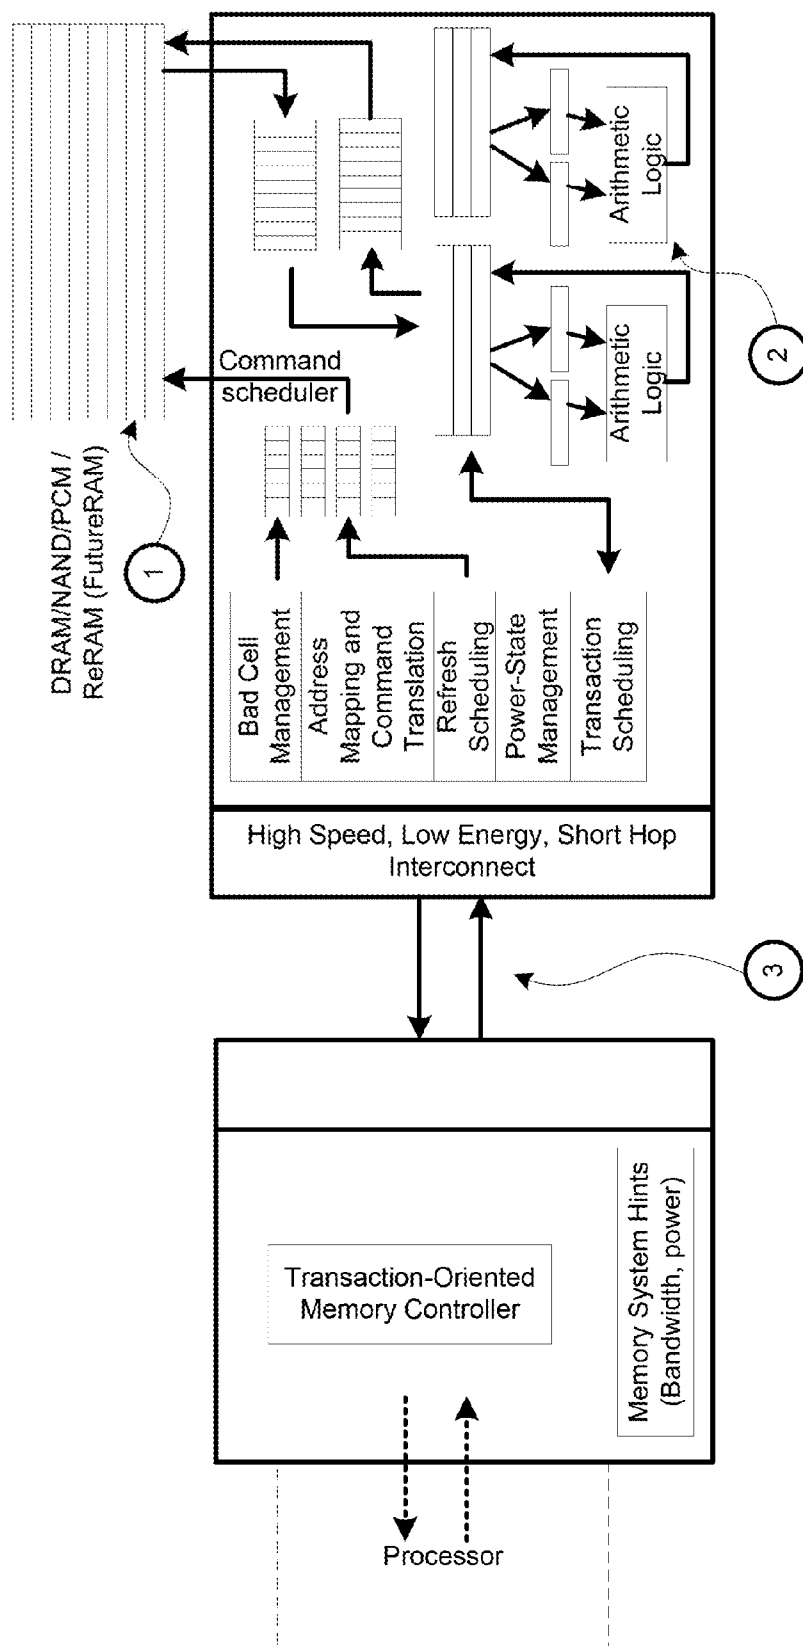 DRAM/NAND/PCM /
ReRAM (FutureRAM)
1
Command
scheduler
Arithmetic
Logic
2
Arithmetic
Logic
Bad Cell
Management
Address
Mapping and
Command
Translation
Refresh
Scheduling
Power-State
Management
Transaction
Scheduling
High Speed, Low Energy, Short Hop
Interconnect
3
Transaction-Oriented
Memory Controller
Memory System Hints
(Bandwidth, power)
Processor